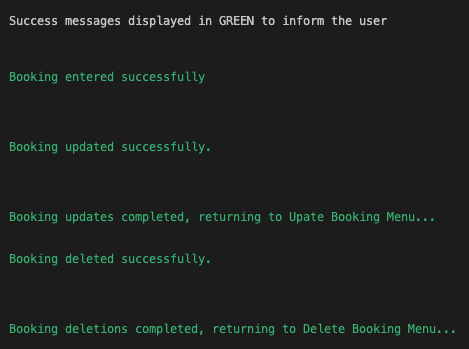 Success messages displayed in GREEN to inform the user
Booking entered successfully
Booking updated successfully.
Booking updates completed, returning to Upate Booking Menu...
Booking deleted successfully.
Booking deletions completed, returning to Delete Booking Menu...